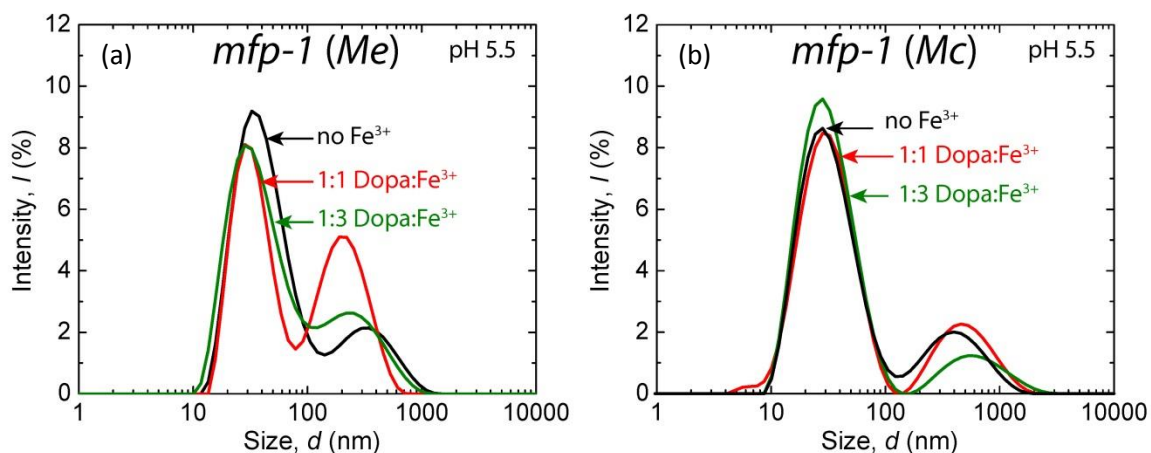 (a) mfp-1 (Me) pH 5.5
no Fe³⁺
1:1 Dopa:Fe³⁺
1:3 Dopa:Fe³⁺
Intensity, I (%)
12
10
8
6
4
2
0
1 10 100 1000 10000
Size, d (nm)
(b) mfp-1 (Mc) pH 5.5
no Fe³⁺
1:1 Dopa:Fe³⁺
1:3 Dopa:Fe³⁺
Intensity, I (%)
12
10
8
6
4
2
0
1 10 100 1000 10000
Size, d (nm)